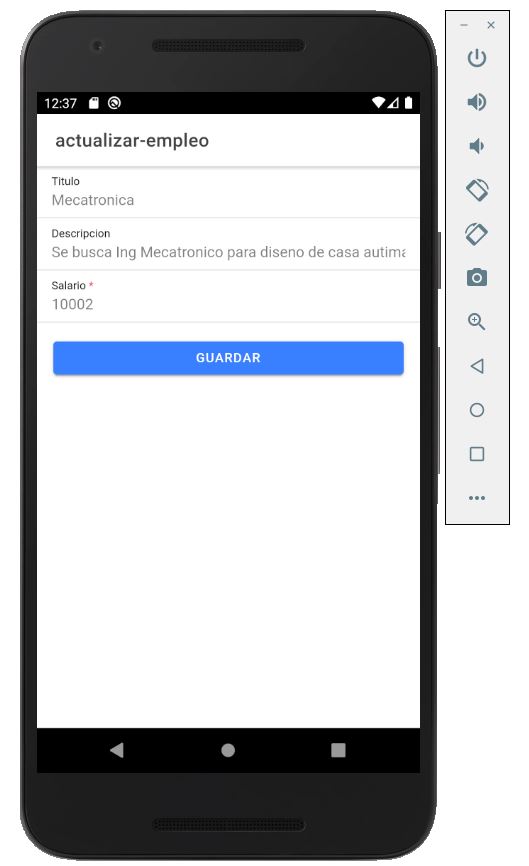 12:37
actualizar-empleo
Titulo
Mecatronica
Descripcion
Se busca Ing Mecatronico para diseno de casa autima
Salario *
10002
GUARDAR